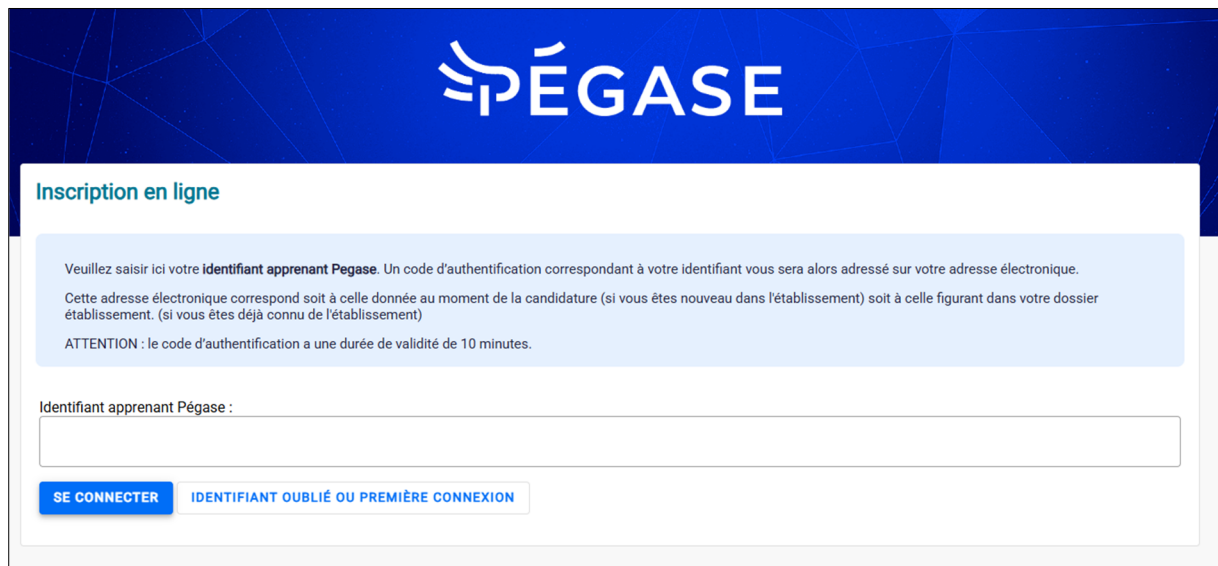 PÉGASE
Inscription en ligne
Veuillez saisir ici votre identifiant apprenant Pegase. Un code d'authentification correspondant à votre identifiant vous sera alors adressé sur votre adresse électronique.
Cette adresse électronique correspond soit à celle donnée au moment de la candidature (si vous êtes nouveau dans l'établissement) soit à celle figurant dans votre dossier
établissement. (si vous êtes déjà connu de l'établissement)
ATTENTION : le code d'authentification a une durée de validité de 10 minutes.
Identifiant apprenant Pégase :
SE CONNECTER IDENTIFIANT OUBLIÉ OU PREMIÈRE CONNEXION